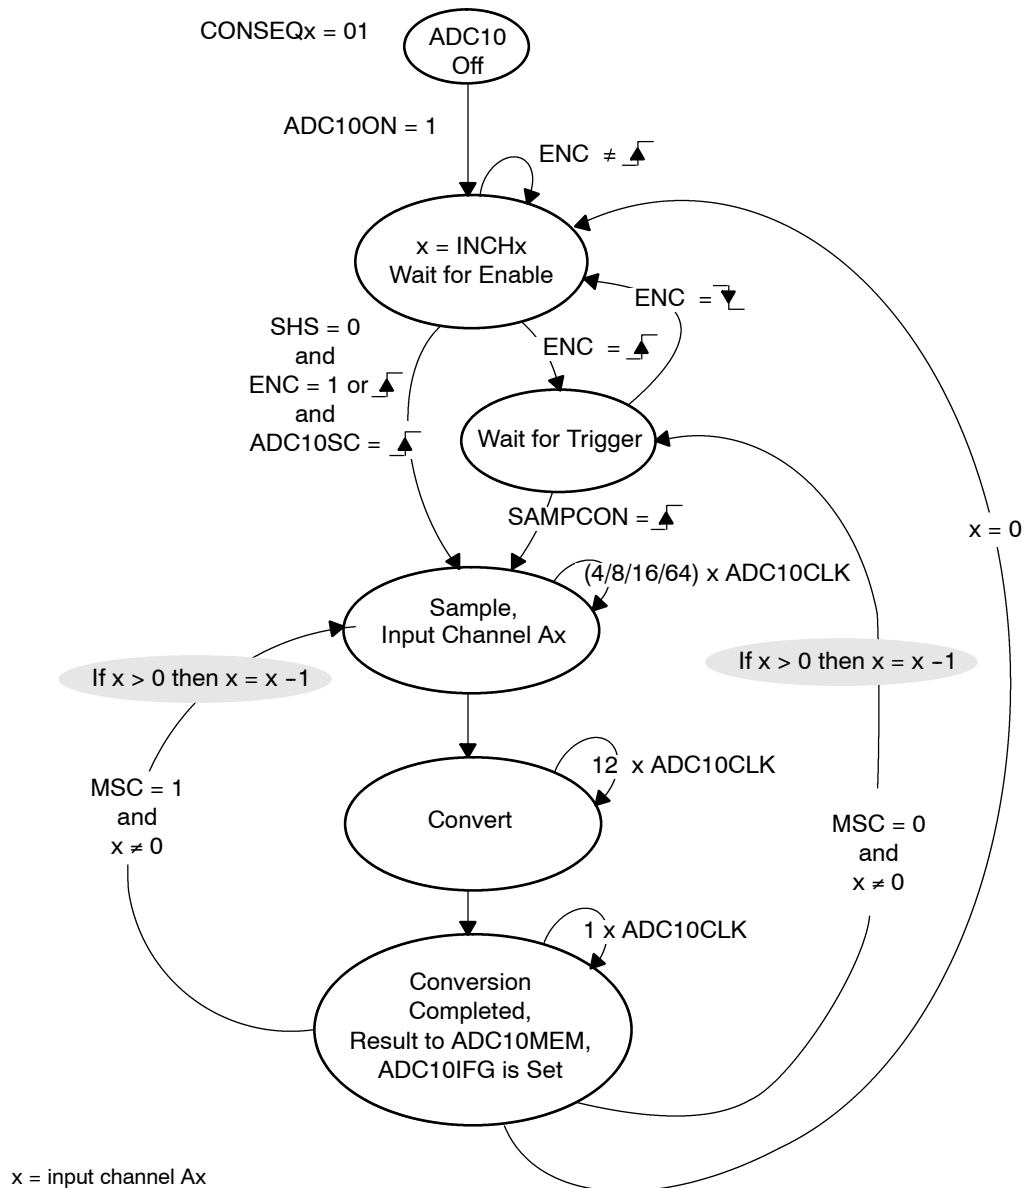 CONSEQx = 01
ADC10
Off
ADC10ON = 1
ENC ≠
x = INCHx
Wait for Enable
ENC =
SHS = 0
and
ENC = 1 or
and
ADC10SC =
ENC =
Wait for Trigger
SAMPCON =
x = 0
(4/8/16/64) x ADC10CLK
Sample,
Input Channel Ax
If x > 0 then x = x –1
If x > 0 then x = x –1
12 x ADC10CLK
MSC = 1
and
x ≠ 0
Convert
MSC = 0
and
x ≠ 0
1 x ADC10CLK
Conversion
Completed,
Result to ADC10MEM,
ADC10IFG is Set
x = input channel Ax